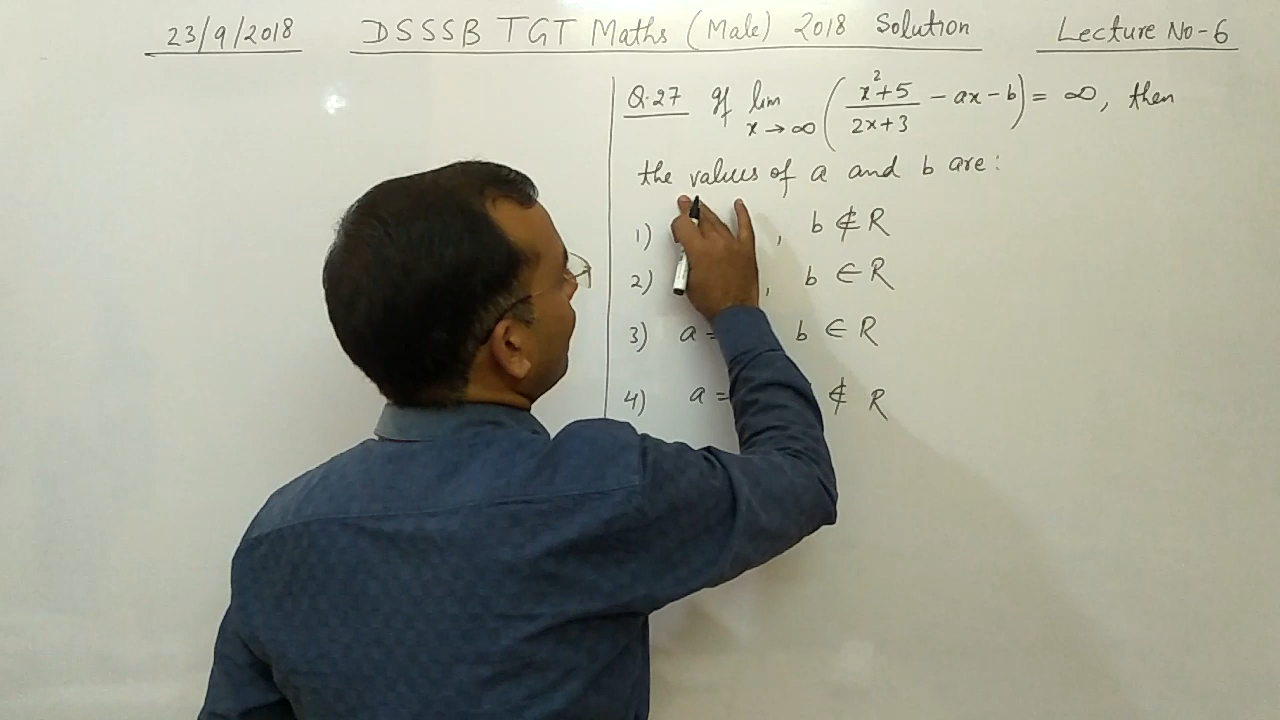 23/9/2018 DSSSB TGT Maths (Male) 2018 Solution Lecture No-6
Q.27 If lim x→∞ ( (x²+5)/(2x+3) - ax - b ) = ∞, then
the values of a and b are:
1) , b ∉ R
2) , b ∈ R
3) a = b ∈ R
4) a = ∉ R